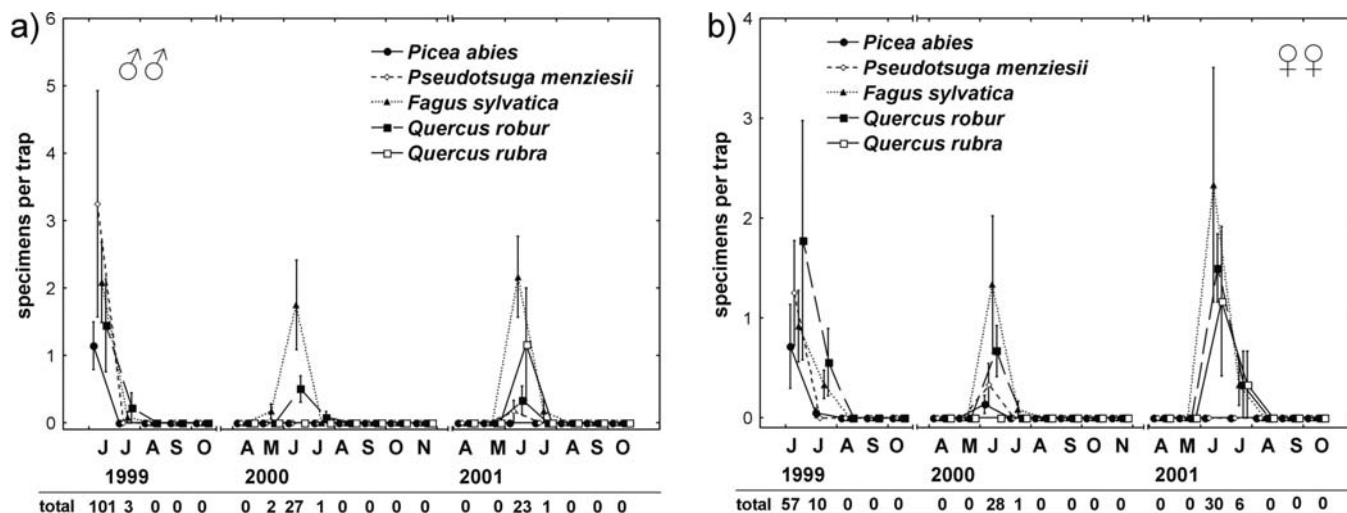 a)
♂♂
Picea abies
Pseudotsuga menziesii
Fagus sylvatica
Quercus robur
Quercus rubra
specimens per trap
6
5
4
3
2
1
0
J J A S O A M J J A S O N A M J J A S O
1999 2000 2001
total 101 3 0 0 0 0 2 27 1 0 0 0 0 0 0 23 1 0 0 0
b)
♀♀
Picea abies
Pseudotsuga menziesii
Fagus sylvatica
Quercus robur
Quercus rubra
specimens per trap
4
3
2
1
0
J J A S O A M J J A S O N A M J J A S O
1999 2000 2001
total 57 10 0 0 0 0 0 28 1 0 0 0 0 0 0 30 6 0 0 0